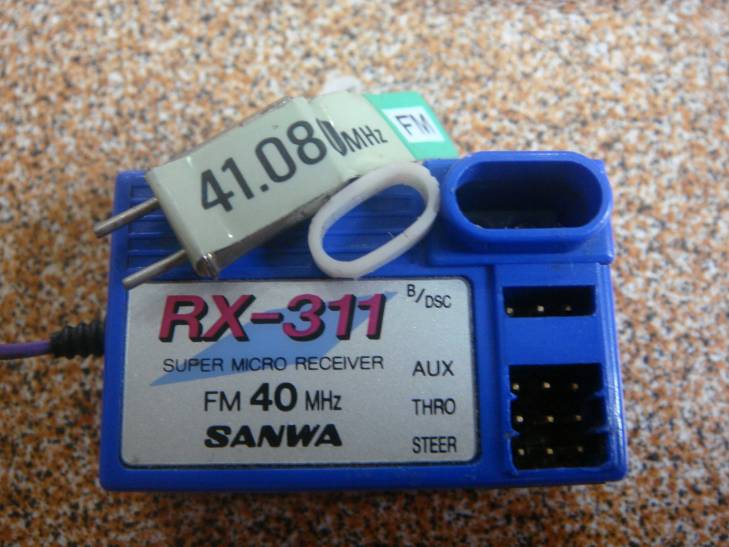 41.080MHz
FM
RX-311
B/DSC
SUPER MICRO RECEIVER
AUX
FM 40 MHz
THRO
SANWA
STEER